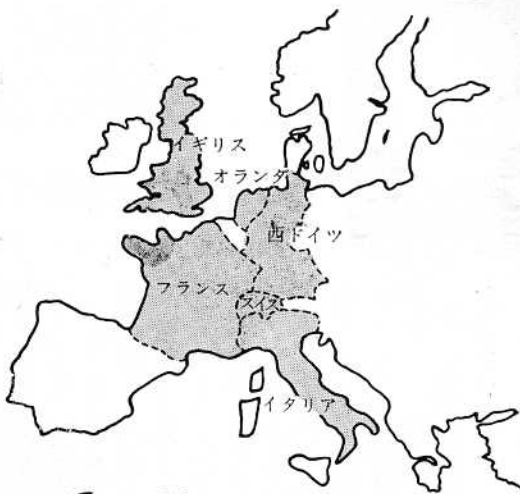 イギリス
オランダ
西ドイツ
フランス
スイス
イタリア